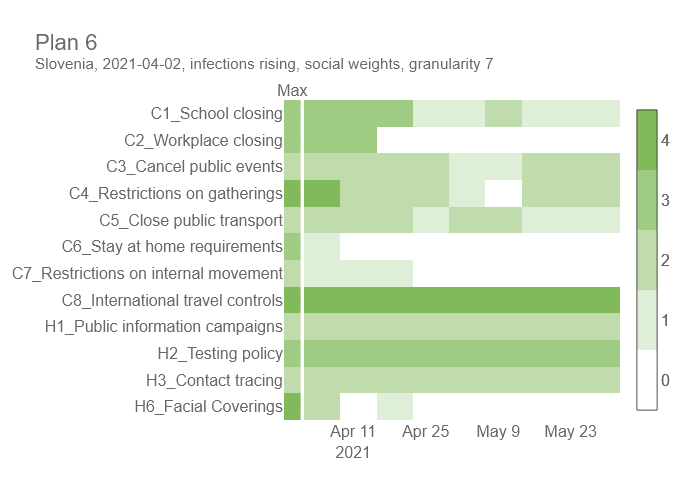 Plan 6
Slovenia, 2021-04-02, infections rising, social weights, granularity 7
Max
C1_School closing
C2_Workplace closing
C3_Cancel public events
C4_Restrictions on gatherings
C5_Close public transport
C6_Stay at home requirements
C7_Restrictions on internal movement
C8_International travel controls
H1_Public information campaigns
H2_Testing policy
H3_Contact tracing
H6_Facial Coverings
4
3
2
1
0
Apr 11 Apr 25 May 9 May 23
2021